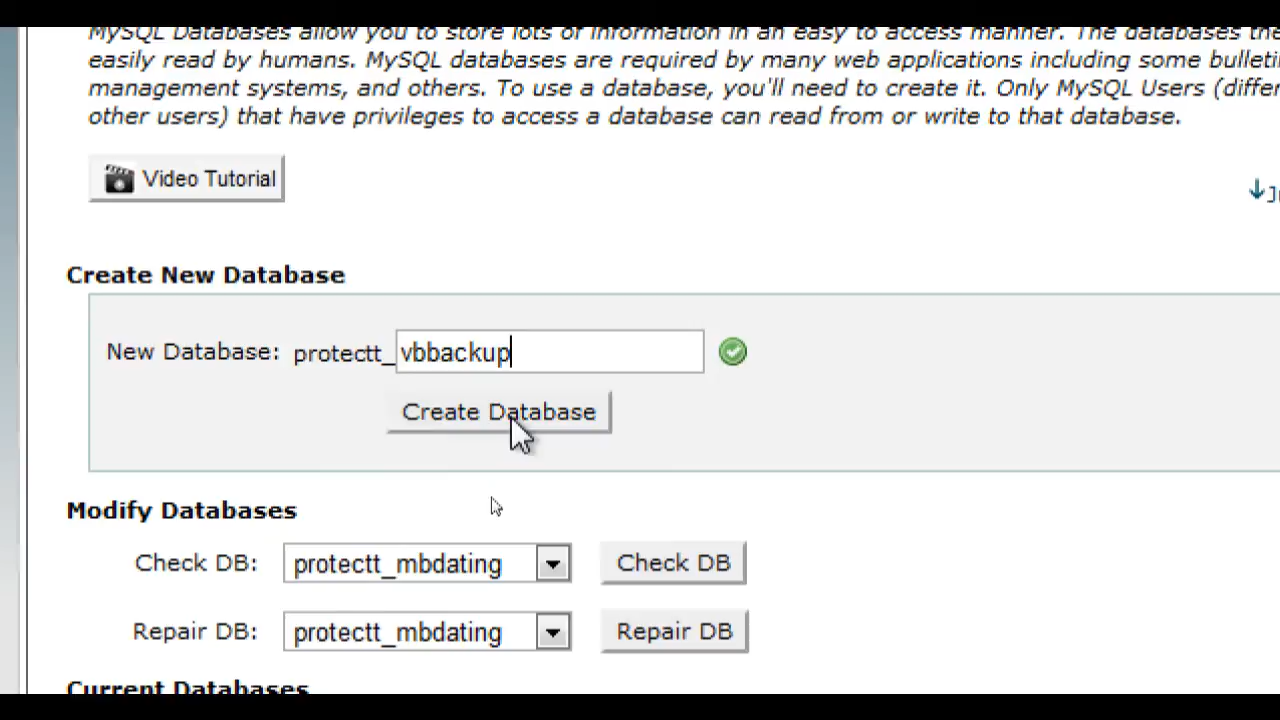 MySQL Databases allow you to store lots of information in an easy to access manner. The databases the
easily read by humans. MySQL databases are required by many web applications including some bulleti
management systems, and others. To use a database, you'll need to create it. Only MySQL Users (differ
other users) that have privileges to access a database can read from or write to that database.
Video Tutorial
Create New Database
New Database: protectt_ vbbackup
Create Database
Modify Databases
Check DB: protectt_mbdating Check DB
Repair DB: protectt_mbdating Repair DB
Current Databases